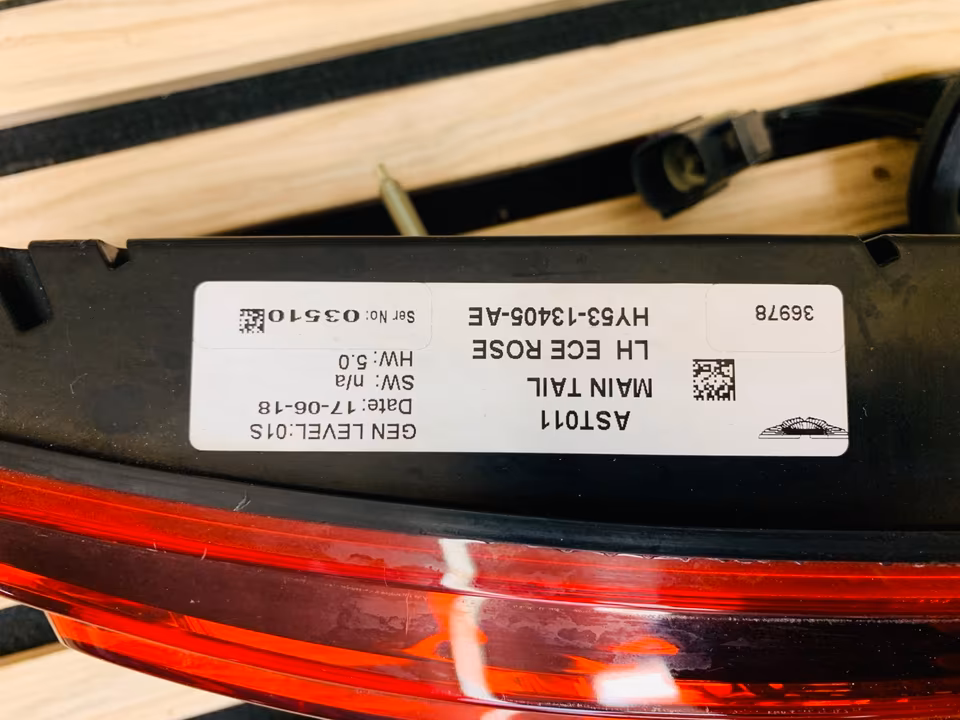 AST011
MAIN TAIL
LH ECE ROSE
HY53-13405-AE
36978
GEN LEVEL:01S
Date: 17-06-18
SW: n/a
HW: 5.0
Ser No: 03510